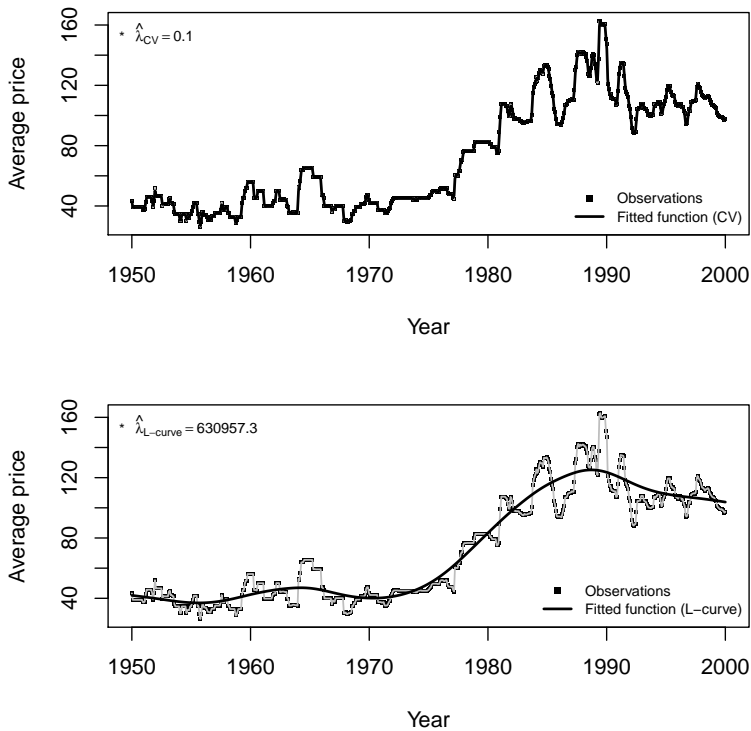 * λ̂CV = 0.1
Average price
160
120
80
40
Observations
Fitted function (CV)
1950 1960 1970 1980 1990 2000
Year
* λ̂L−curve = 630957.3
Average price
160
120
80
40
Observations
Fitted function (L−curve)
1950 1960 1970 1980 1990 2000
Year